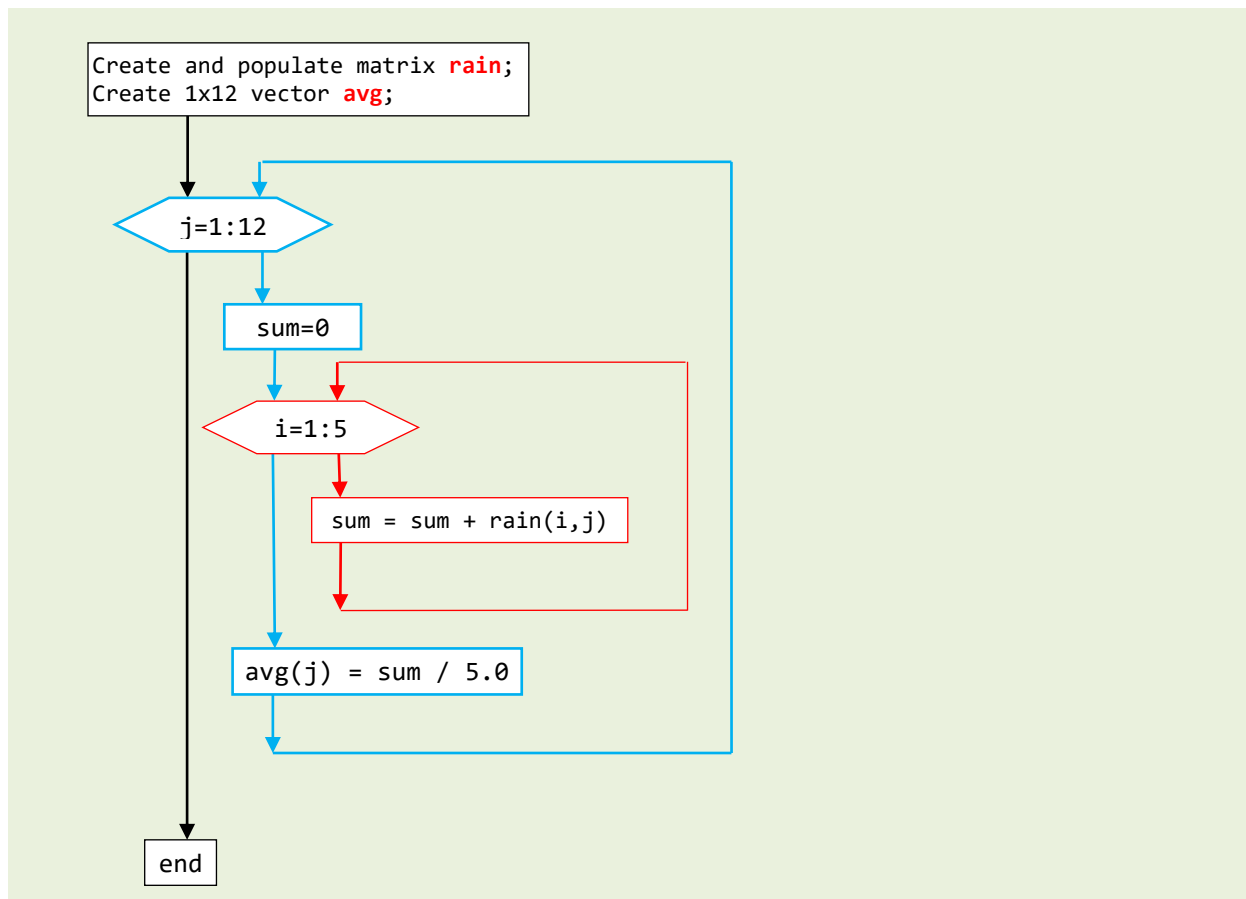 Create and populate matrix rain;
Create 1x12 vector avg;
j=1:12
sum=0
i=1:5
sum = sum + rain(i,j)
avg(j) = sum / 5.0
end